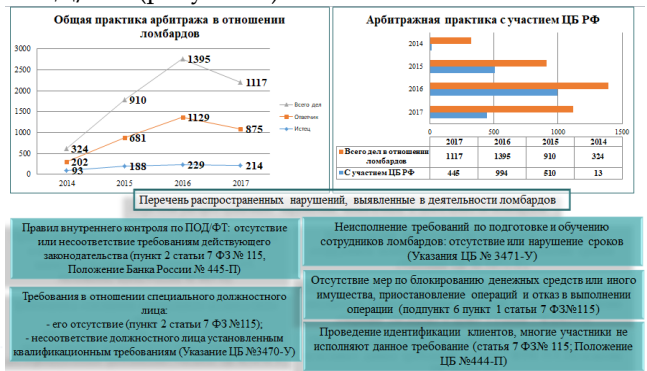 Общая практика арбитража в отношении
ломбардов
3000
2500
2000
1500
1000
500
0
1395
1117
910
1129
875
681
324
202
93
188
229
214
2014
2015
2016
2017
Всего дел
Ответчик
Истец
Арбитражная практика с участием ЦБ РФ
2014
2015
2016
2017
0
500
1000
1500
2017 2016 2015 2014
Всего дел в отношении
ломбардов
1117 1395 910 324
С участием ЦБ РФ 445 994 510 13
Перечень распространенных нарушений, выявленные в деятельности ломбардов
Правил внутреннего контроля по ПОД/ФТ: отсутствие
или несоответствие требованиям действующего
законодательства (пункт 2 статьи 7 ФЗ № 115,
Положение Банка России № 445-П)
Требования в отношении специального должностного
лица:
- его отсутствие (пункт 2 статьи 7 ФЗ №115);
- несоответствие должностного лица установленным
квалификационным требованиям (Указание ЦБ №3470-У)
Неисполнение требований по подготовке и обучению
сотрудников ломбардов: отсутствие или нарушение сроков
(Указания ЦБ № 3471-У)
Отсутствие мер по блокированию денежных средств или иного
имущества, приостановление операций и отказ в выполнении
операции (подпункт 6 пункт 1 статьи 7 ФЗ№115)
Проведение идентификации клиентов, многие участники не
исполняют данное требование (статья 7 ФЗ№ 115; Положение
ЦБ №444-П)